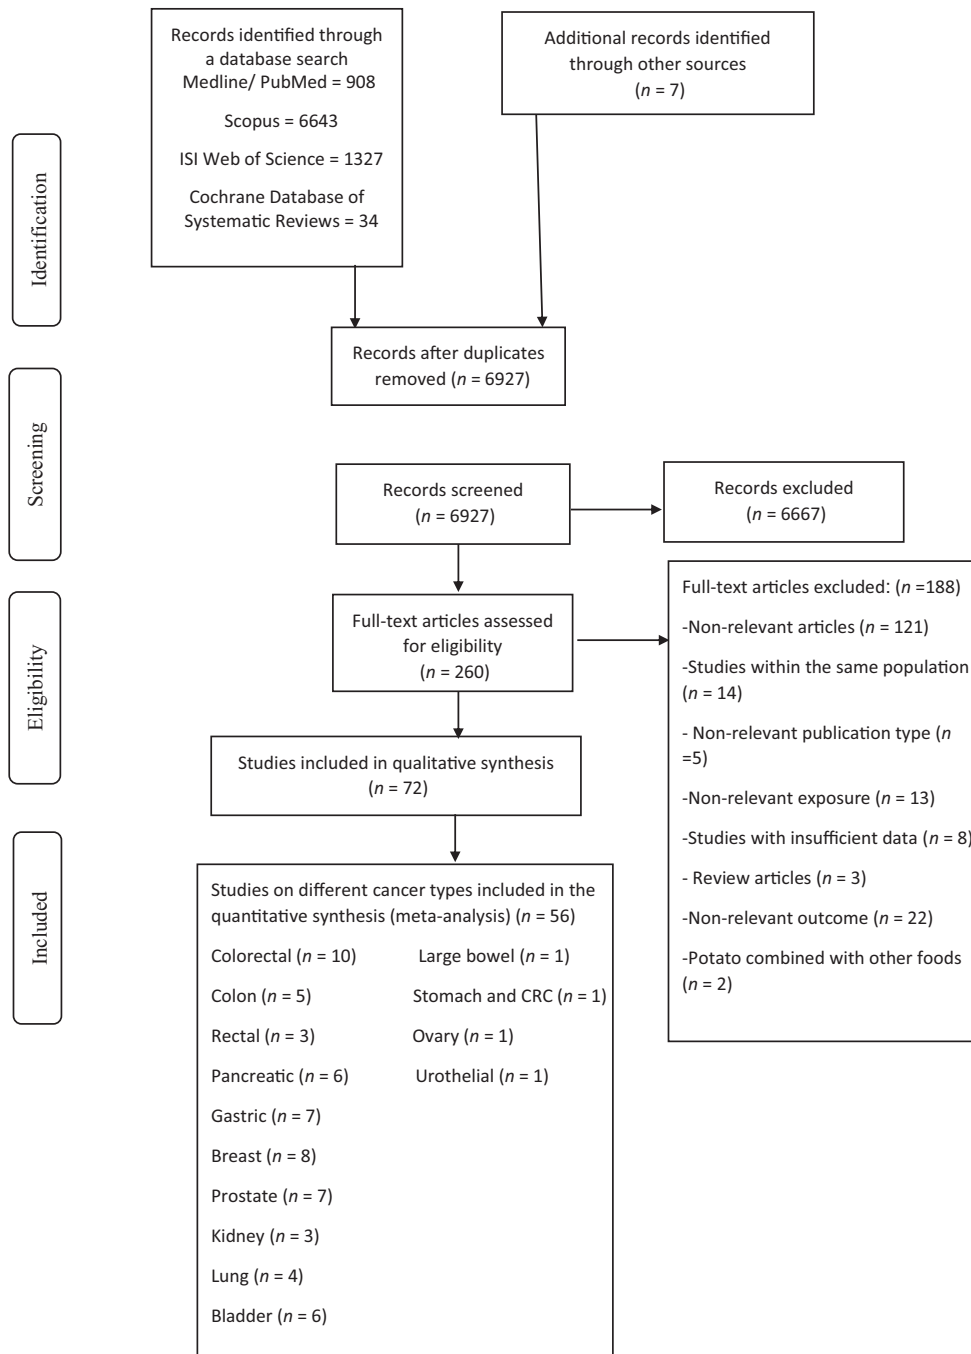 Records identified through
a database search
Medline/ PubMed = 908
Scopus = 6643
ISI Web of Science = 1327
Cochrane Database of
Systematic Reviews = 34
Additional records identified
through other sources
(n = 7)
Identification
Records after duplicates
removed (n = 6927)
Screening
Records screened
(n = 6927)
Records excluded
(n = 6667)
Eligibility
Full-text articles assessed
for eligibility
(n = 260)
Full-text articles excluded: (n =188)
-Non-relevant articles (n = 121)
-Studies within the same population
(n = 14)
- Non-relevant publication type (n
=5)
-Non-relevant exposure (n = 13)
-Studies with insufficient data (n = 8)
- Review articles (n = 3)
-Non-relevant outcome (n = 22)
-Potato combined with other foods
(n = 2)
Studies included in qualitative synthesis
(n = 72)
Included
Studies on different cancer types included in the
quantitative synthesis (meta-analysis) (n = 56)
Colorectal (n = 10)
Large bowel (n = 1)
Colon (n = 5)
Stomach and CRC (n = 1)
Rectal (n = 3)
Ovary (n = 1)
Pancreatic (n = 6)
Urothelial (n = 1)
Gastric (n = 7)
Breast (n = 8)
Prostate (n = 7)
Kidney (n = 3)
Lung (n = 4)
Bladder (n = 6)